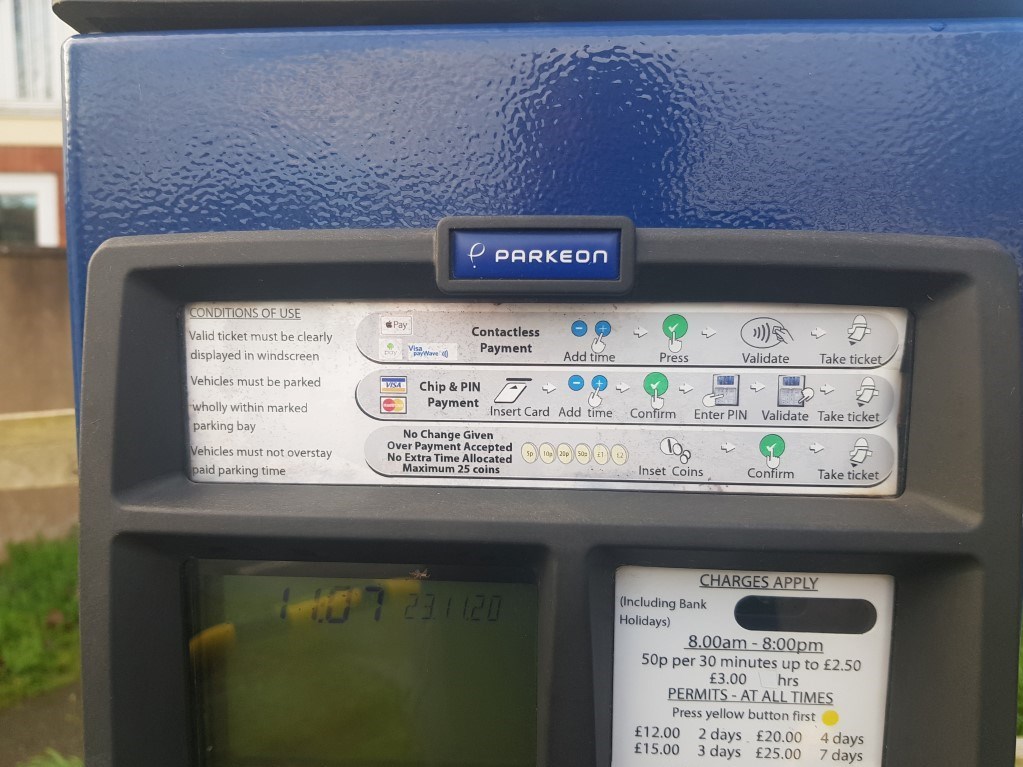 PARKEON
CONDITIONS OF USE
Valid ticket must be clearly
displayed in windscreen
Vehicles must be parked
wholly within marked
parking bay
Vehicles must not overstay
paid parking time
Pay
pay
Visa
payWave
Contactless
Payment
Add time
Press
Validate
Take ticket
VISA
MasterCard
Chip & PIN
Payment
Insert Card
Add time
Confirm
Enter PIN
Validate
Take ticket
No Change Given
Over Payment Accepted
No Extra Time Allocated
Maximum 25 coins
5p 10p 20p 50p £1 £2
Inset Coins
Confirm
Take ticket
11.07 23.11.20
CHARGES APPLY
(Including Bank
Holidays)
8.00am - 8:00pm
50p per 30 minutes up to £2.50
£3.00 hrs
PERMITS - AT ALL TIMES
Press yellow button first
£12.00 2 days £20.00 4 days
£15.00 3 days £25.00 7 days